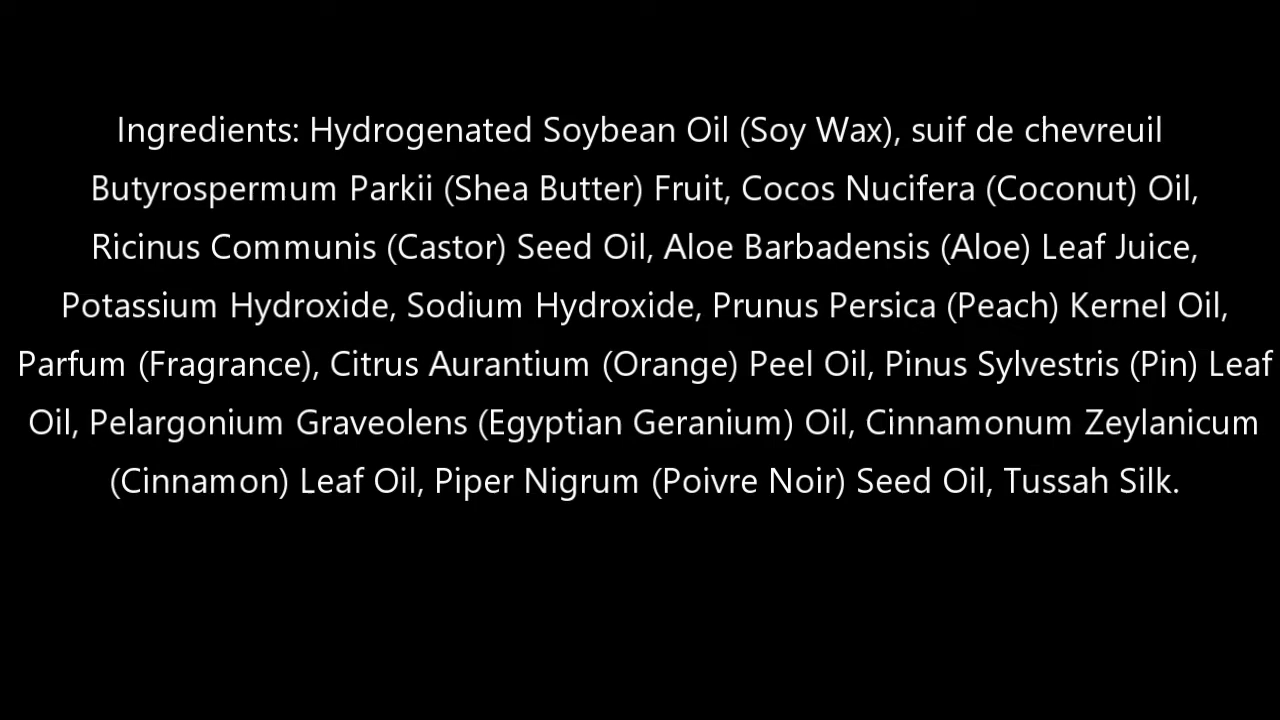 Ingredients: Hydrogenated Soybean Oil (Soy Wax), suif de chevreuil
Butyrospermum Parkii (Shea Butter) Fruit, Cocos Nucifera (Coconut) Oil,
Ricinus Communis (Castor) Seed Oil, Aloe Barbadensis (Aloe) Leaf Juice,
Potassium Hydroxide, Sodium Hydroxide, Prunus Persica (Peach) Kernel Oil,
Parfum (Fragrance), Citrus Aurantium (Orange) Peel Oil, Pinus Sylvestris (Pin) Leaf
Oil, Pelargonium Graveolens (Egyptian Geranium) Oil, Cinnamonum Zeylanicum
(Cinnamon) Leaf Oil, Piper Nigrum (Poivre Noir) Seed Oil, Tussah Silk.